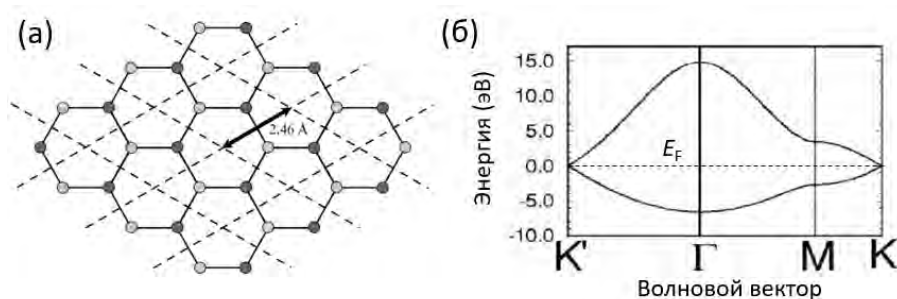 (а)
2.46 Å
(б)
Энергия (эВ)
15.0
10.0
5.0
0.0
-5.0
-10.0
E_F
K' Γ M K
Волновой вектор